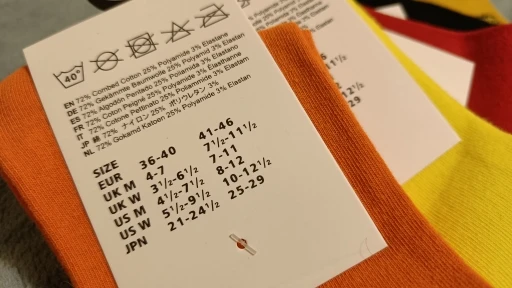 40°
EN 72% Combed Cotton 25% Polyamide 3% Elastane
DE 72% Gekämmte Baumwolle 25% Polyamid 3% Elastan
ES 72% Algodón Peinado 25% Poliamida 3% Elastano
FR 72% Coton Peigné 25% Polyamide 3% Élasthanne
IT 72% Cotone Pettinato 25% Poliammide 3% Elastam
JP 綿 72% ナイロン 25% ポリウレタン 3%
NL 72% Gekamd Katoen 25% Polyamide 3% Elastan
SIZE
EUR 36-40 41-46
UK M 4-7 7½-11½
UK W 3½-6½ 7-11
US M 4½-7½ 8-12
US W 5½-9½ 10-12½
JPN 21-24½ 25-29